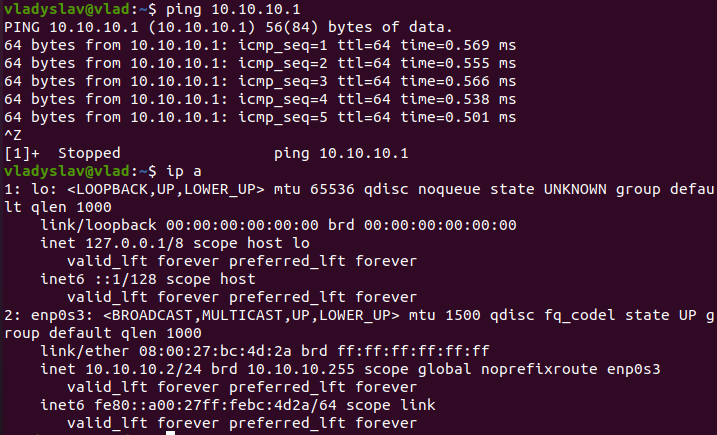 vladyslav@vlad:~$ ping 10.10.10.1
PING 10.10.10.1 (10.10.10.1) 56(84) bytes of data.
64 bytes from 10.10.10.1: icmp_seq=1 ttl=64 time=0.569 ms
64 bytes from 10.10.10.1: icmp_seq=2 ttl=64 time=0.555 ms
64 bytes from 10.10.10.1: icmp_seq=3 ttl=64 time=0.566 ms
64 bytes from 10.10.10.1: icmp_seq=4 ttl=64 time=0.538 ms
64 bytes from 10.10.10.1: icmp_seq=5 ttl=64 time=0.501 ms
^Z
[1]+  Stopped                 ping 10.10.10.1
vladyslav@vlad:~$ ip a
1: lo: <LOOPBACK,UP,LOWER_UP> mtu 65536 qdisc noqueue state UNKNOWN group defau
lt qlen 1000
    link/loopback 00:00:00:00:00:00 brd 00:00:00:00:00:00
    inet 127.0.0.1/8 scope host lo
       valid_lft forever preferred_lft forever
    inet6 ::1/128 scope host
       valid_lft forever preferred_lft forever
2: enp0s3: <BROADCAST,MULTICAST,UP,LOWER_UP> mtu 1500 qdisc fq_codel state UP g
roup default qlen 1000
    link/ether 08:00:27:bc:4d:2a brd ff:ff:ff:ff:ff:ff
    inet 10.10.10.2/24 brd 10.10.10.255 scope global noprefixroute enp0s3
       valid_lft forever preferred_lft forever
    inet6 fe80::a00:27ff:febc:4d2a/64 scope link
       valid_lft forever preferred_lft forever